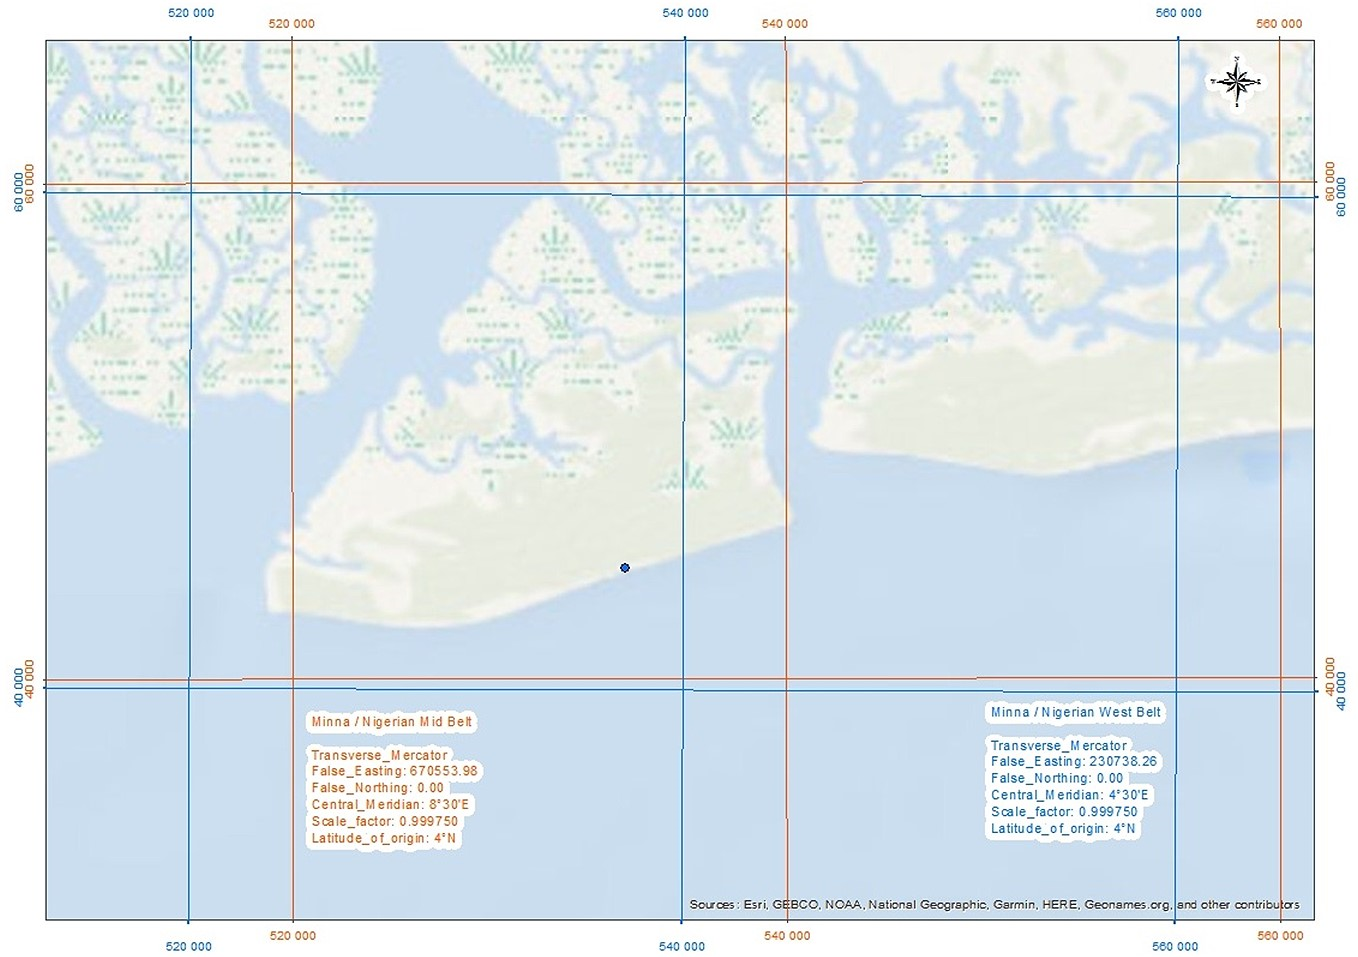 520 000
520 000
540 000
540 000
560 000
560 000
60 000
60 000
60 000
60 000
40 000
40 000
40 000
40 000
Minna / Nigerian Mid Belt
Transverse_Mercator
False_Easting: 670553.98
False_Northing: 0.00
Central_Meridian: 8°30'E
Scale_factor: 0.999750
Latitude_of_origin: 4°N
Minna / Nigerian West Belt
Transverse_Mercator
False_Easting: 230738.26
False_Northing: 0.00
Central_Meridian: 4°30'E
Scale_factor: 0.999750
Latitude_of_origin: 4°N
Sources: Esri, GEBCO, NOAA, National Geographic, Garmin, HERE, Geonames.org, and other contributors
520 000
520 000
540 000
540 000
560 000
560 000